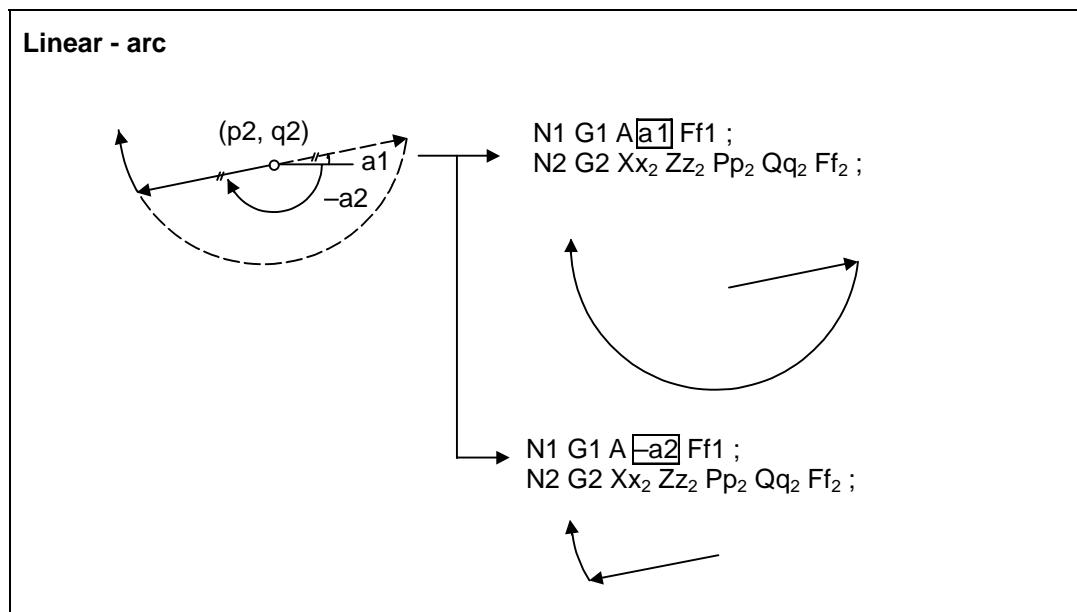 Linear - arc
(p2, q2)
a1
–a2
N1 G1 A a1 Ff1 ;
N2 G2 Xx₂ Zz₂ Pp₂ Qq₂ Ff₂ ;
N1 G1 A –a2 Ff1 ;
N2 G2 Xx₂ Zz₂ Pp₂ Qq₂ Ff₂ ;